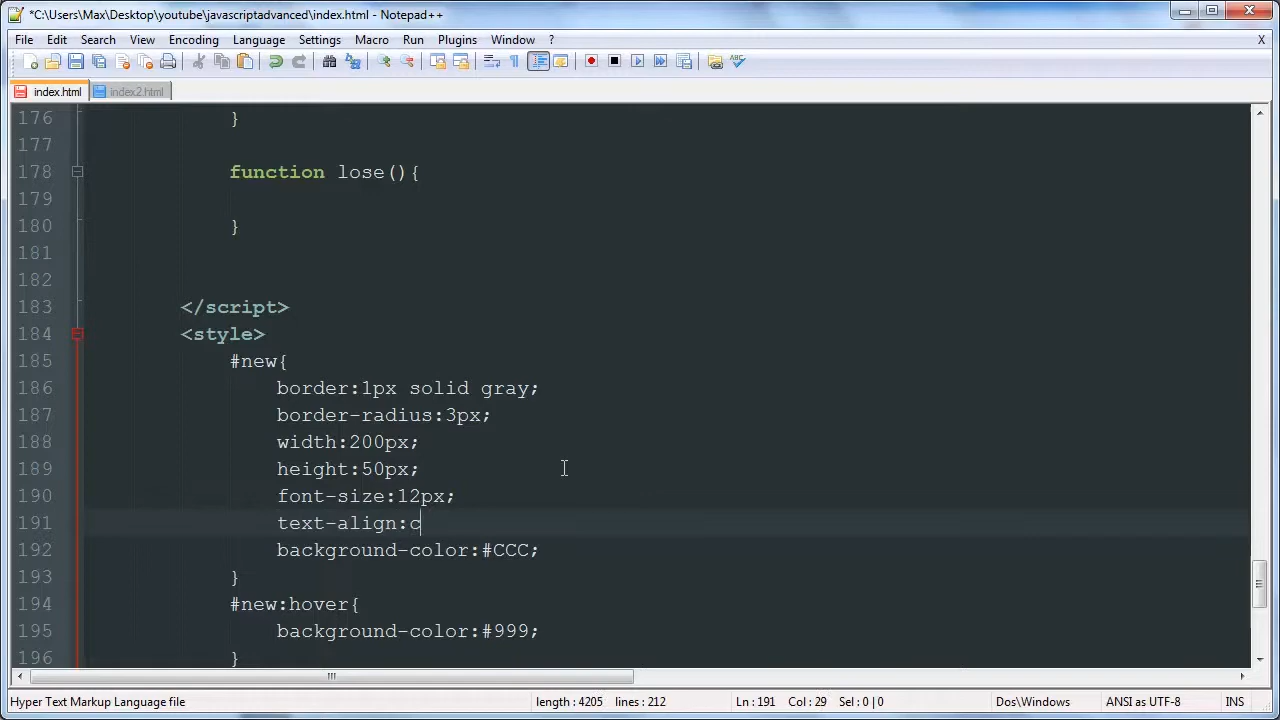 *C:\Users\Max\Desktop\youtube\javascriptadvanced\index.html - Notepad++
File Edit Search View Encoding Language Settings Macro Run Plugins Window ? X
index.html index2.html
176 }
177
178 function lose(){
179
180 }
181
182
183 </script>
184 <style>
185 #new{
186 border:1px solid gray;
187 border-radius:3px;
188 width:200px;
189 height:50px;
190 font-size:12px;
191 text-align:c
192 background-color:#CCC;
193 }
194 #new:hover{
195 background-color:#999;
196 }
Hyper Text Markup Language file length : 4205 lines : 212 Ln : 191 Col : 29 Sel : 0 | 0 Dos\Windows ANSI as UTF-8 INS